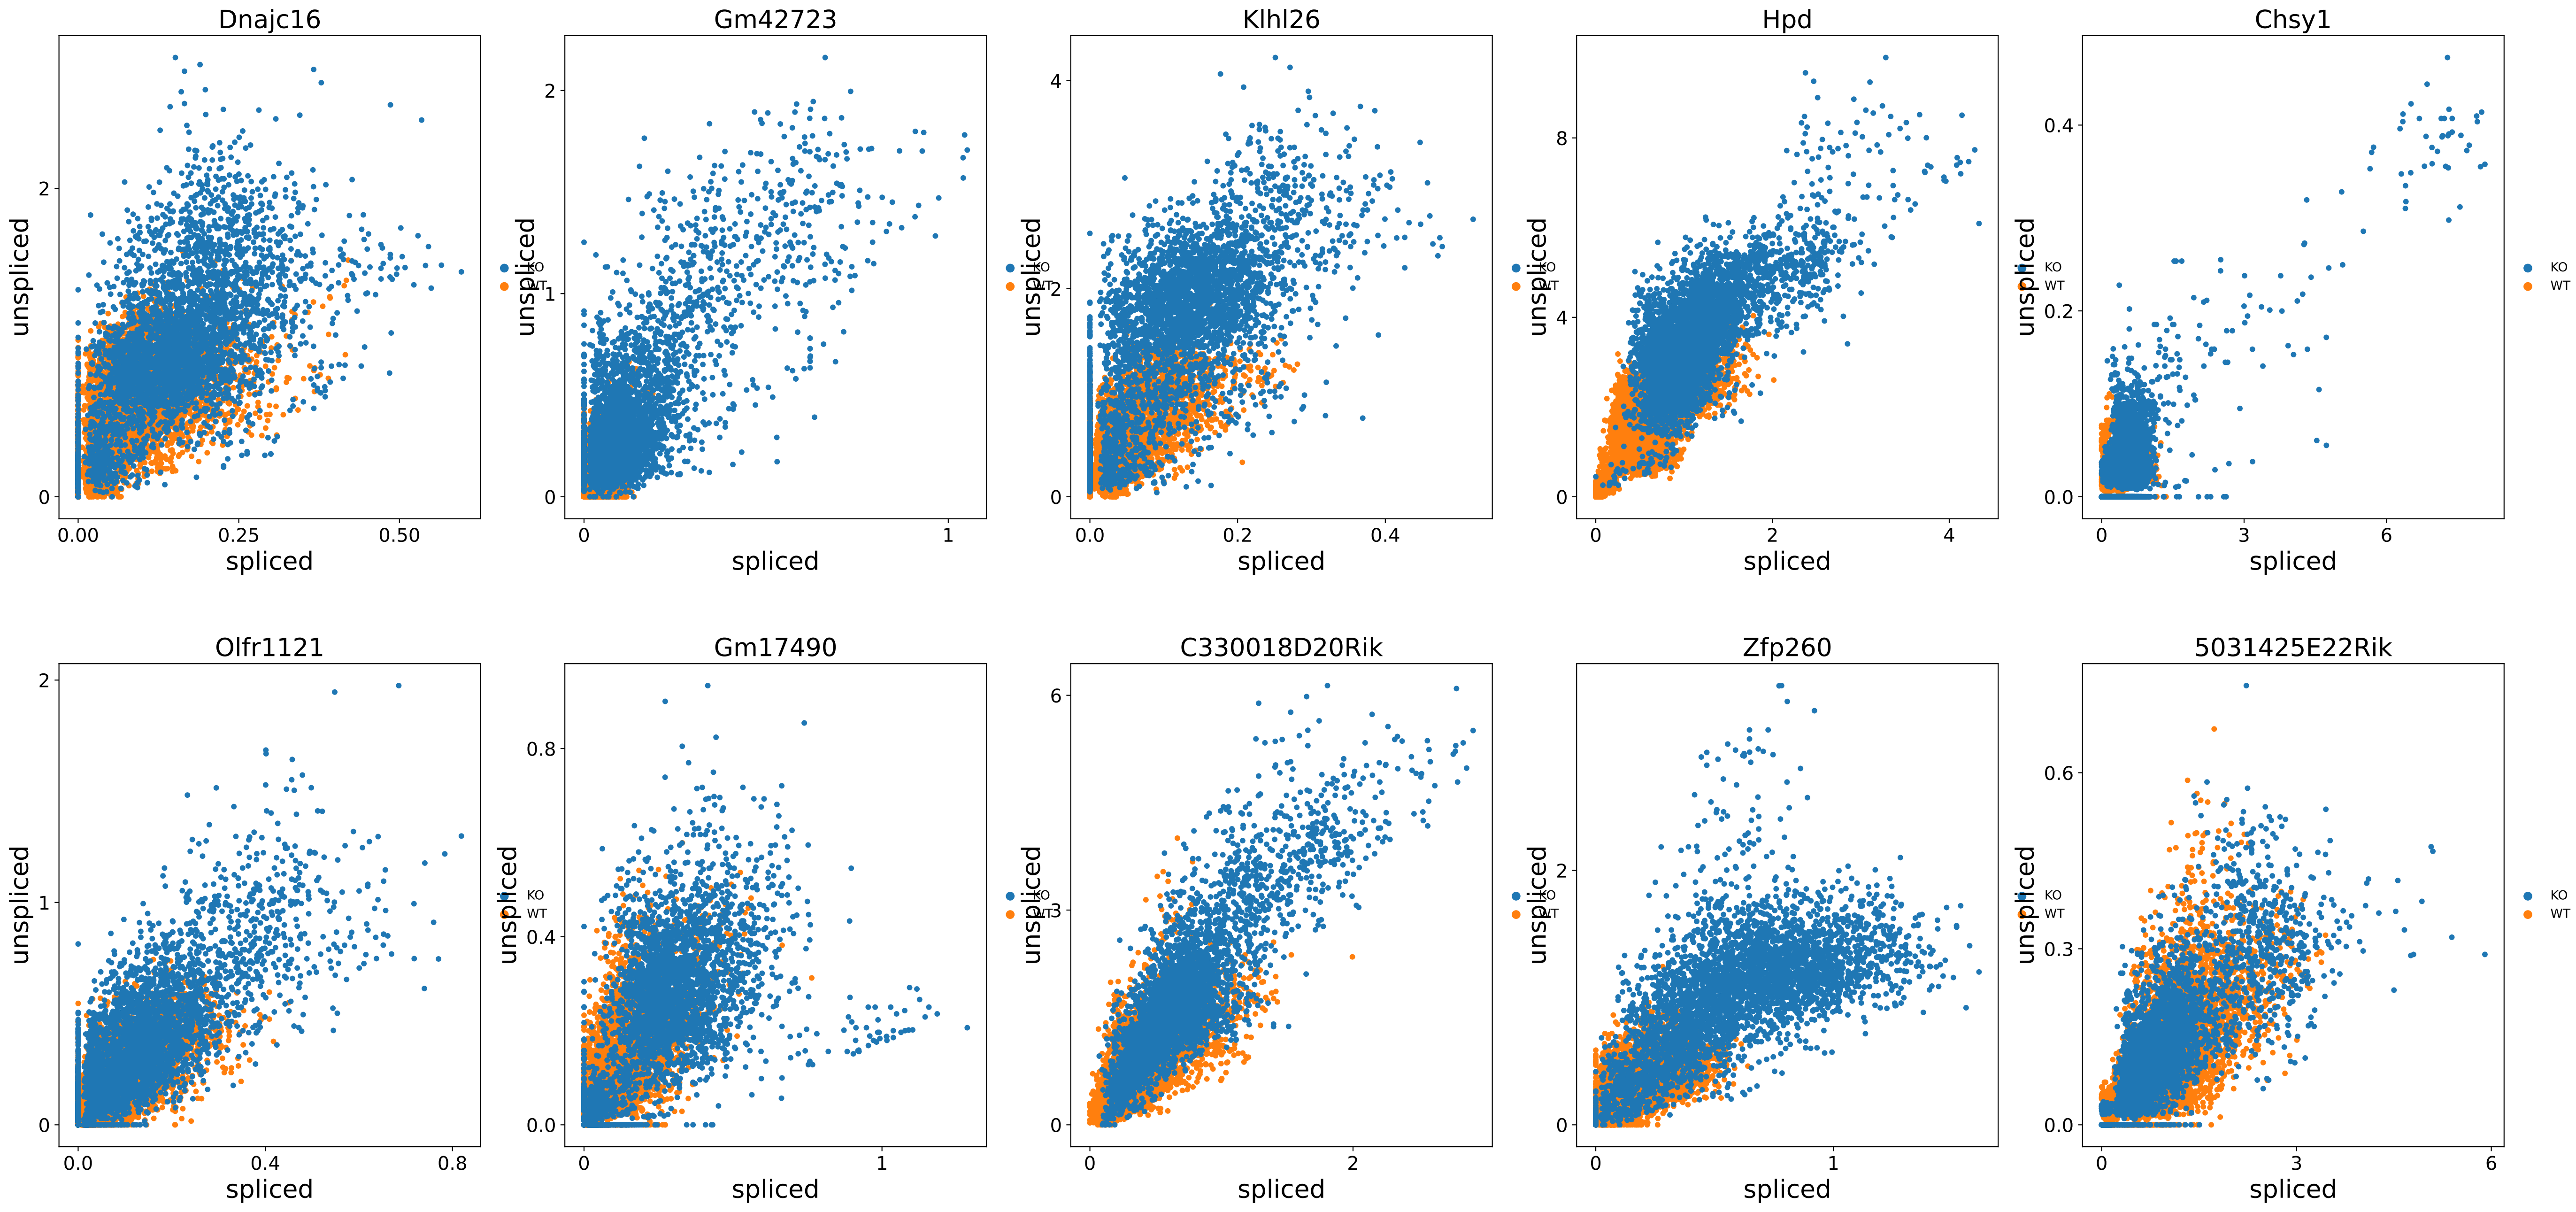 Dnajc16
unspliced
2
0
0.00 0.25 0.50
spliced
KO
WT
Gm42723
unspliced
2
1
0
0 1
spliced
KO
WT
Klhl26
unspliced
4
2
0
0.0 0.2 0.4
spliced
KO
WT
Hpd
unspliced
8
4
0
0 2 4
spliced
KO
WT
Chsy1
unspliced
0.4
0.2
0.0
0 3 6
spliced
KO
WT
Olfr1121
unspliced
2
1
0
0.0 0.4 0.8
spliced
KO
WT
Gm17490
unspliced
0.8
0.4
0.0
0 1
spliced
KO
WT
C330018D20Rik
unspliced
6
3
0
0 2
spliced
KO
WT
Zfp260
unspliced
2
0
0 1
spliced
KO
WT
5031425E22Rik
unspliced
0.6
0.3
0.0
0 3 6
spliced
KO
WT